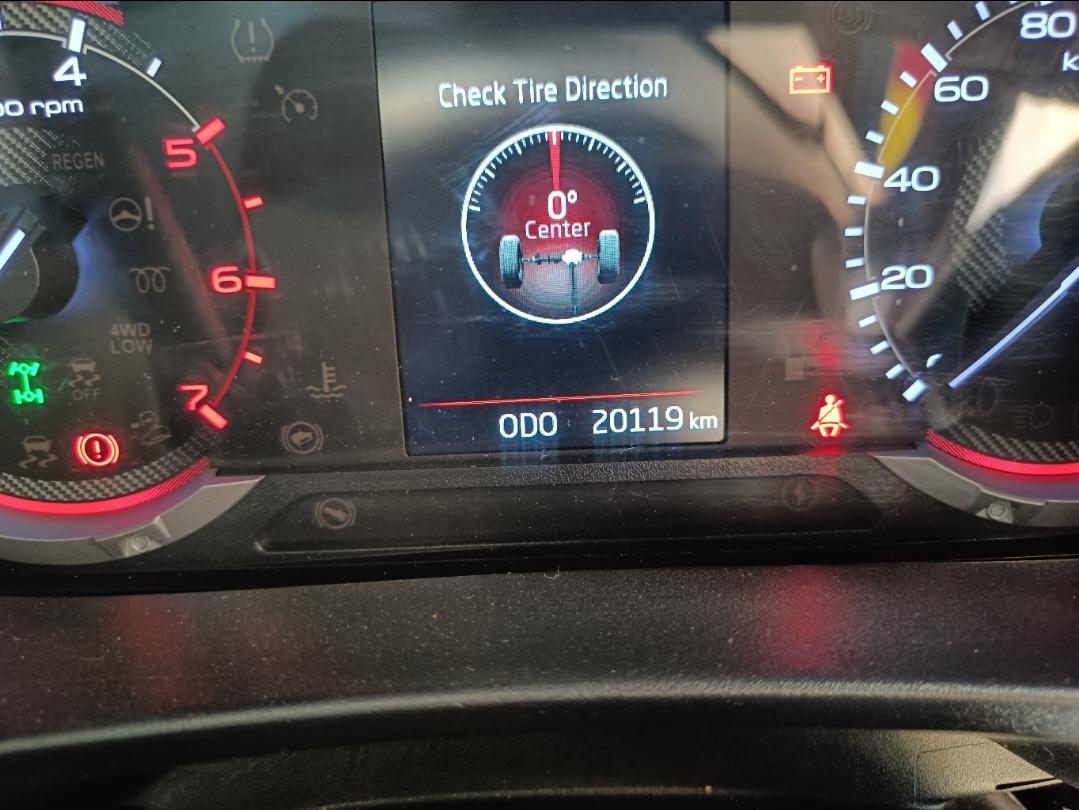 80
4
Check Tire Direction
k
60
00 rpm
5
REGEN
40
0°
Center
6
20
4WD
LOW
OFF
7
ODO 20119 km